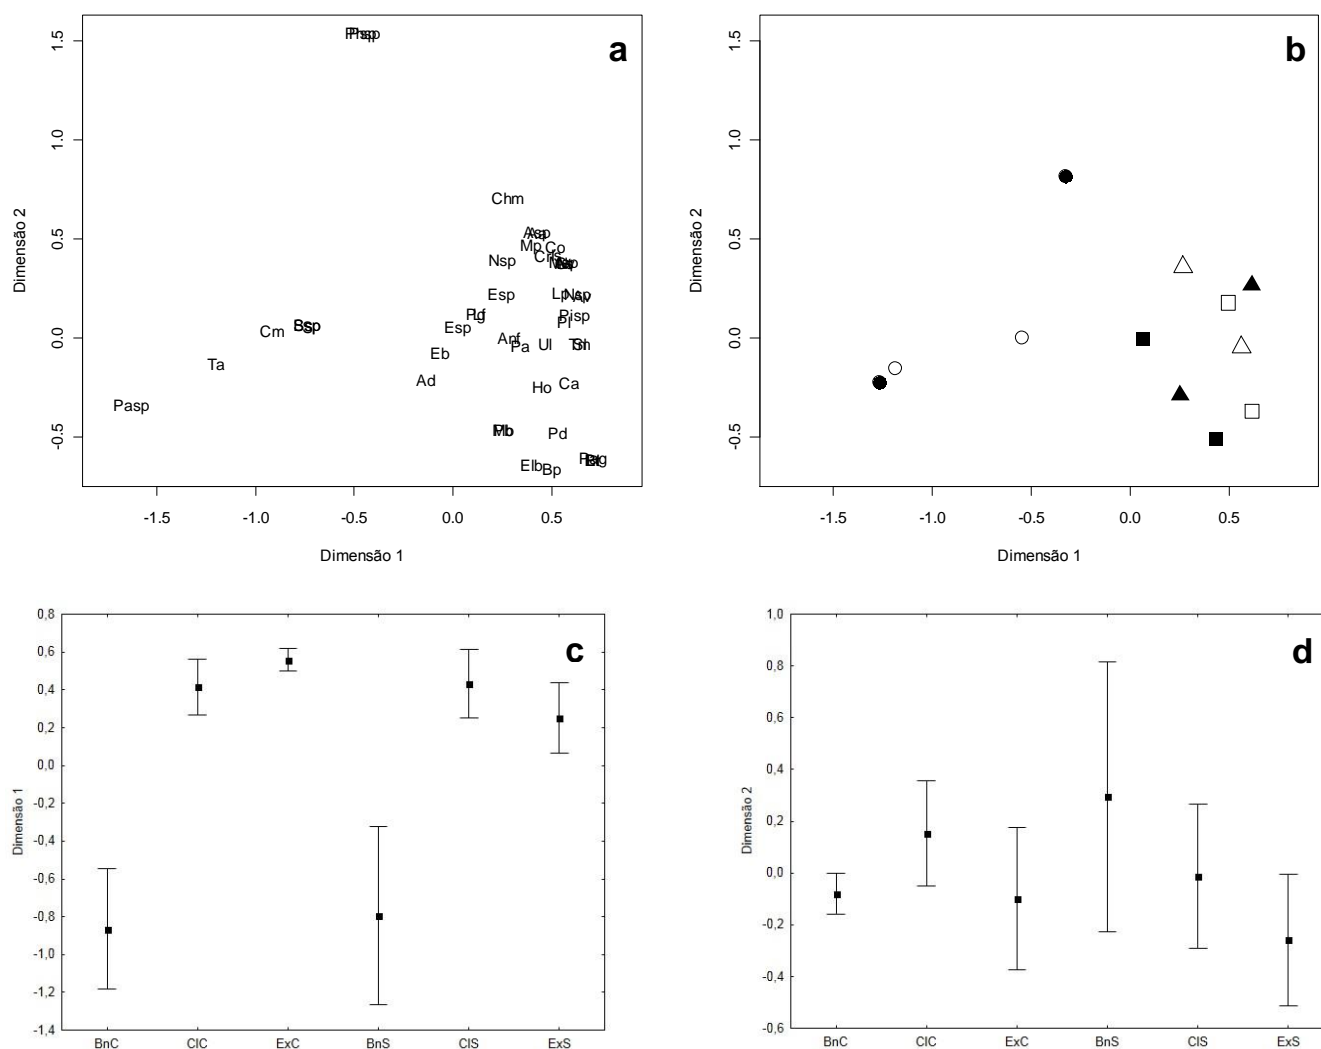 a
1.5
1.0
0.5
0.0
-0.5
Dimensão 2
Chm
Mp
Co
Nsp
Esp
Lp
Nsp
Av
Pisp
Pl
Lf
Esp
Anf
Pa
Ul
Cm
Eb
Ta
Ad
Ho
Ca
Pasp
Pd
Elb
Bp
-1.5
-1.0
-0.5
0.0
0.5
Dimensão 1
b
1.5
1.0
0.5
0.0
-0.5
Dimensão 2
-1.5
-1.0
-0.5
0.0
0.5
Dimensão 1
c
0,8
0,6
0,4
0,2
0,0
-0,2
-0,4
-0,6
-0,8
-1,0
-1,2
-1,4
Dimensão 1
BnC
ClC
ExC
BnS
ClS
ExS
d
1,0
0,8
0,6
0,4
0,2
0,0
-0,2
-0,4
-0,6
Dimensão 2
BnC
ClC
ExC
BnS
ClS
ExS